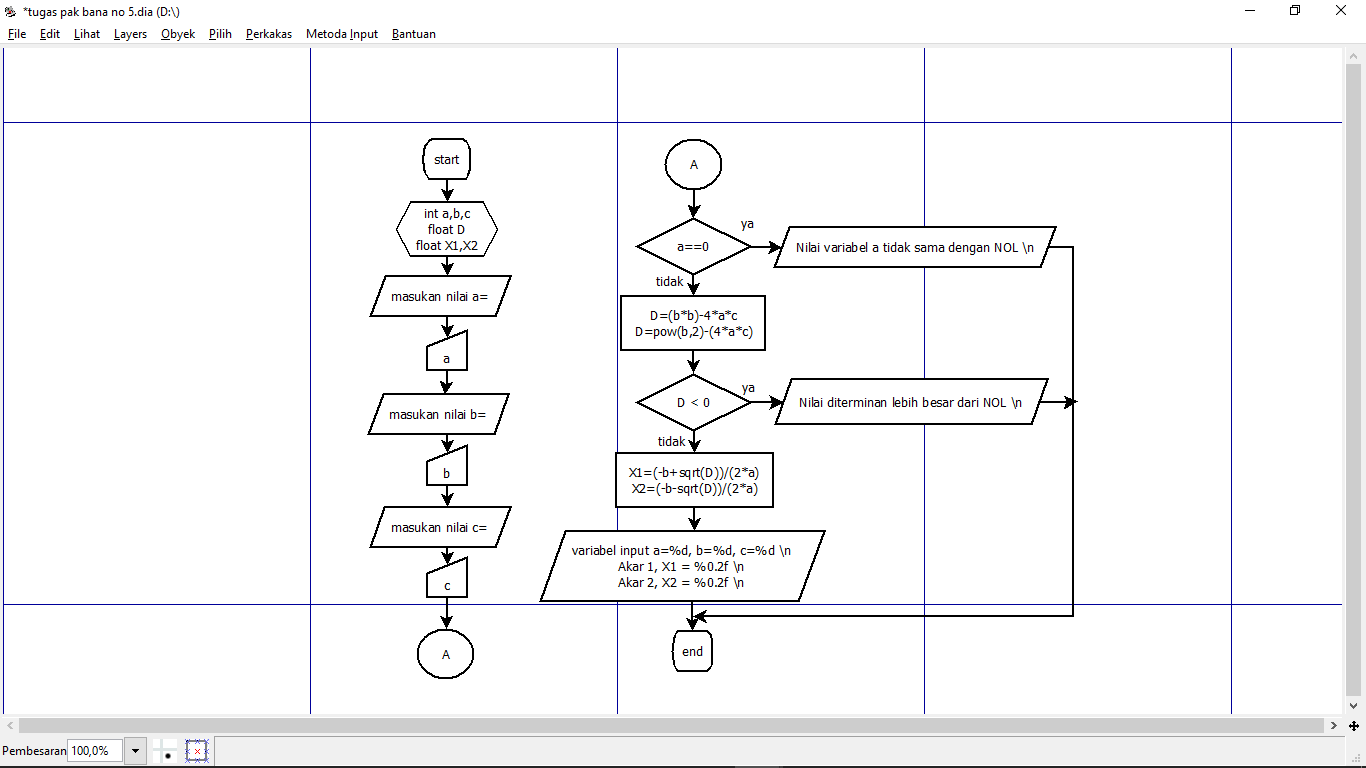 *tugas pak bana no 5.dia (D:\)
File Edit Lihat Layers Obyek Pilih Perkakas Metoda Input Bantuan
start
int a,b,c
float D
float X1,X2
masukan nilai a=
a
masukan nilai b=
b
masukan nilai c=
c
A
A
a==0
ya
Nilai variabel a tidak sama dengan NOL \n
tidak
D=(b*b)-4*a*c
D=pow(b,2)-(4*a*c)
D < 0
ya
Nilai diterminan lebih besar dari NOL \n
tidak
X1=(-b+sqrt(D))/(2*a)
X2=(-b-sqrt(D))/(2*a)
variabel input a=%d, b=%d, c=%d \n
Akar 1, X1 = %0.2f \n
Akar 2, X2 = %0.2f \n
end
Pembesaran 100,0%